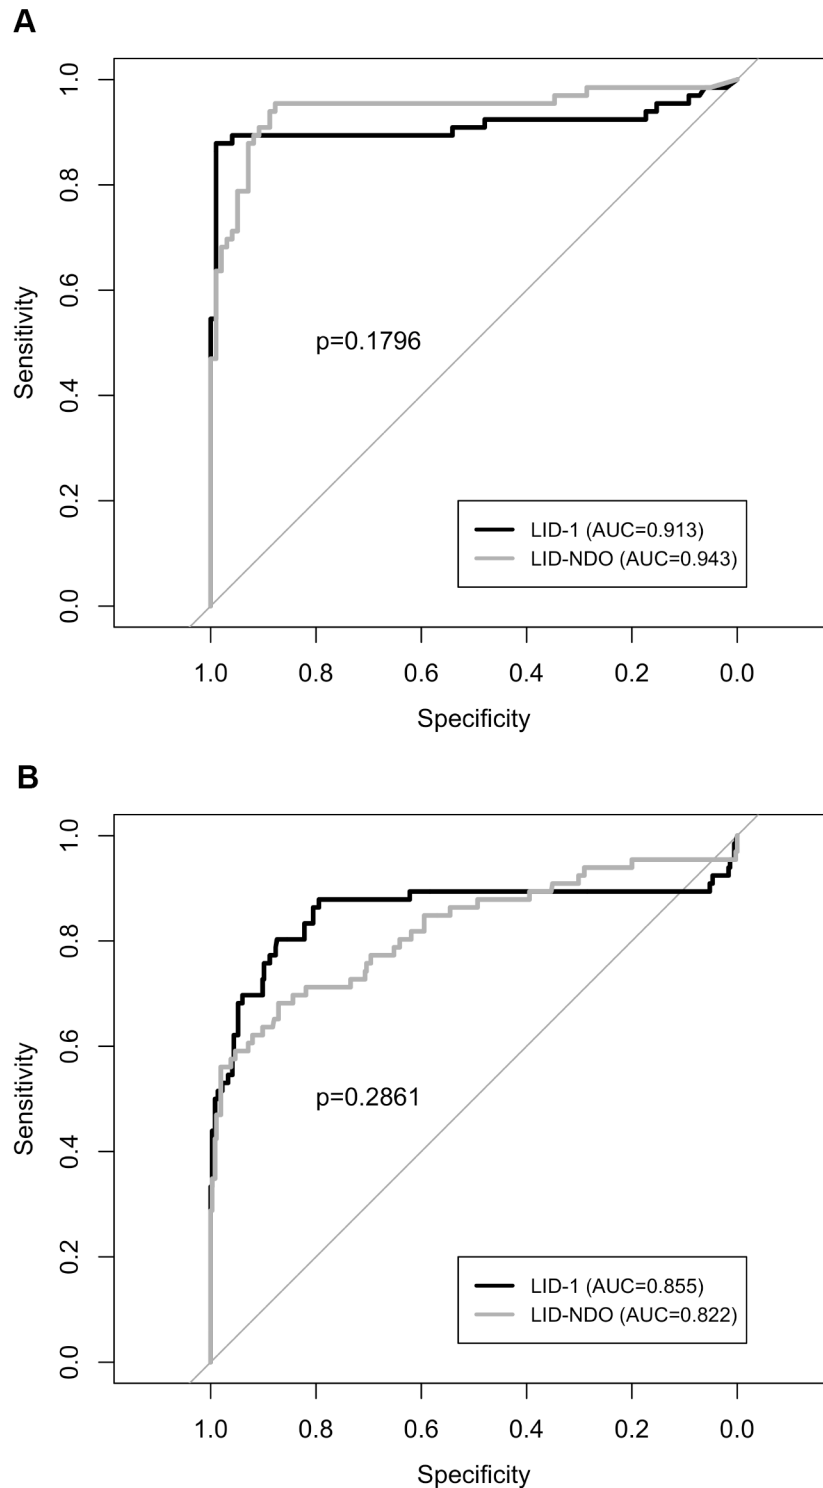 A
1.0
0.8
0.6
0.4
0.2
0.0
Sensitivity
p=0.1796
LID-1 (AUC=0.913)
LID-NDO (AUC=0.943)
1.0 0.8 0.6 0.4 0.2 0.0
Specificity
B
1.0
0.8
0.6
0.4
0.2
0.0
Sensitivity
p=0.2861
LID-1 (AUC=0.855)
LID-NDO (AUC=0.822)
1.0 0.8 0.6 0.4 0.2 0.0
Specificity